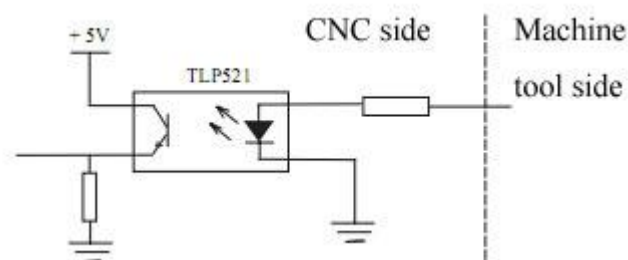 CNC side
Machine
tool side
+ 5V
TLP521